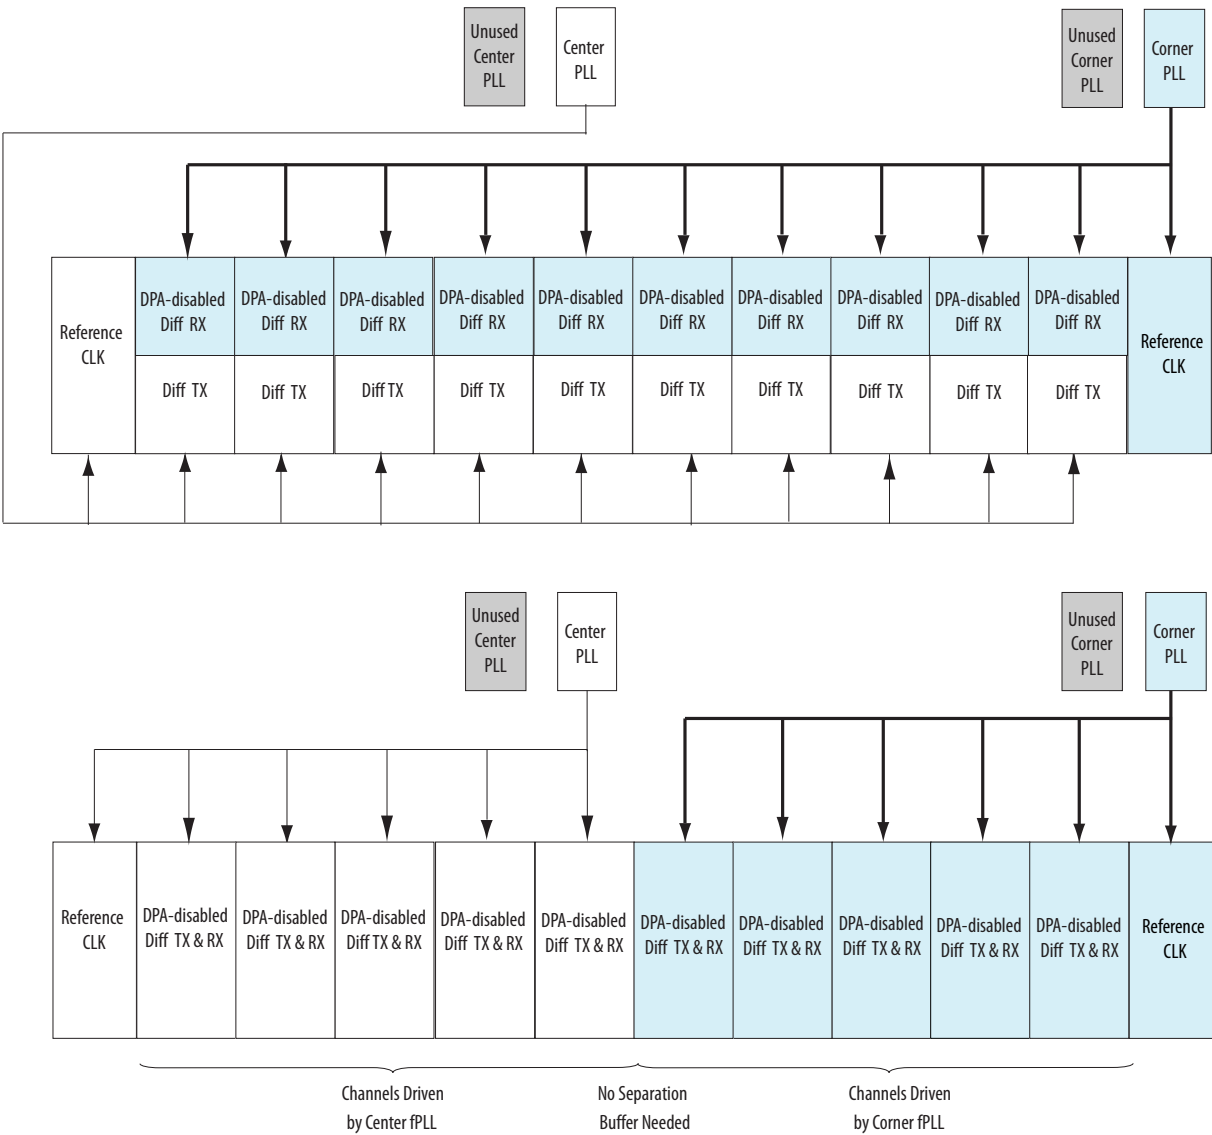 Unused
Center
PLL
Center
PLL
Unused
Corner
PLL
Corner
PLL
Reference
CLK
DPA-disabled
Diff RX
DPA-disabled
Diff RX
DPA-disabled
Diff RX
DPA-disabled
Diff RX
DPA-disabled
Diff RX
DPA-disabled
Diff RX
DPA-disabled
Diff RX
DPA-disabled
Diff RX
DPA-disabled
Diff RX
DPA-disabled
Diff RX
Reference
CLK
Diff TX
Diff TX
Diff TX
Diff TX
Diff TX
Diff TX
Diff TX
Diff TX
Diff TX
Diff TX
Unused
Center
PLL
Center
PLL
Unused
Corner
PLL
Corner
PLL
Reference
CLK
DPA-disabled
Diff TX & RX
DPA-disabled
Diff TX & RX
DPA-disabled
Diff TX & RX
DPA-disabled
Diff TX & RX
DPA-disabled
Diff TX & RX
DPA-disabled
Diff TX & RX
DPA-disabled
Diff TX & RX
DPA-disabled
Diff TX & RX
DPA-disabled
Diff TX & RX
DPA-disabled
Diff TX & RX
Reference
CLK
Channels Driven
by Center fPLL
No Separation
Buffer Needed
Channels Driven
by Corner fPLL